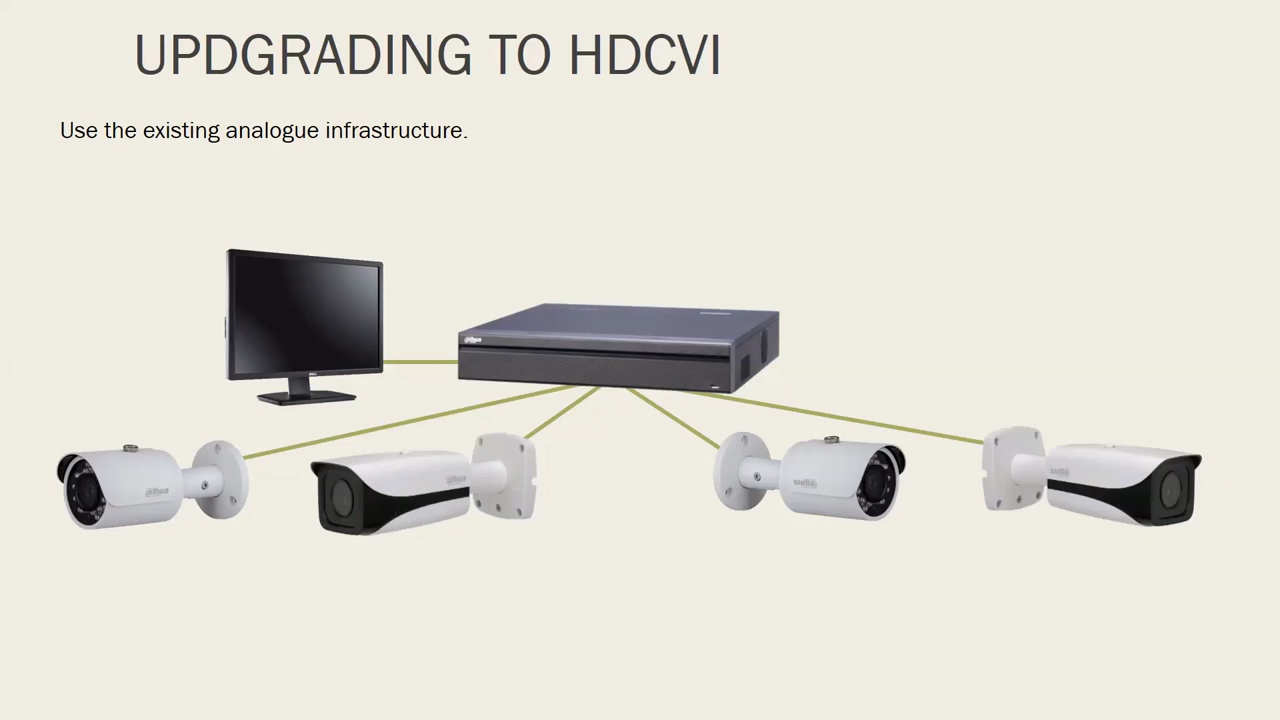 UPDGRADING TO HDCVI
Use the existing analogue infrastructure.